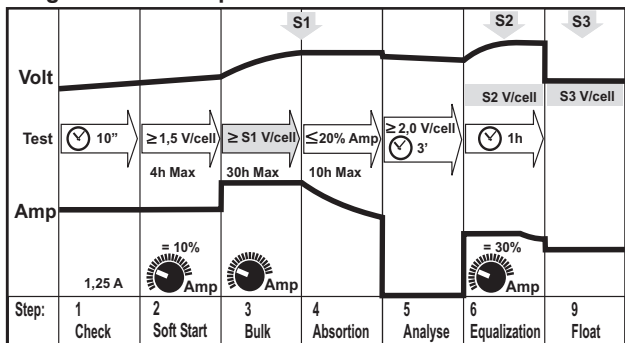 S1 S2 S3
Volt
S2 V/cell S3 V/cell
Test 10" ≥1,5 V/cell ≥ S1 V/cell ≤20% Amp ≥2,0 V/cell 3' 1h
4h Max 30h Max 10h Max
Amp
= 10% = 30%
1,25 A Amp Amp Amp
Step: 1 2 3 4 5 6 9
Check Soft Start Bulk Absortion Analyse Equalization Float